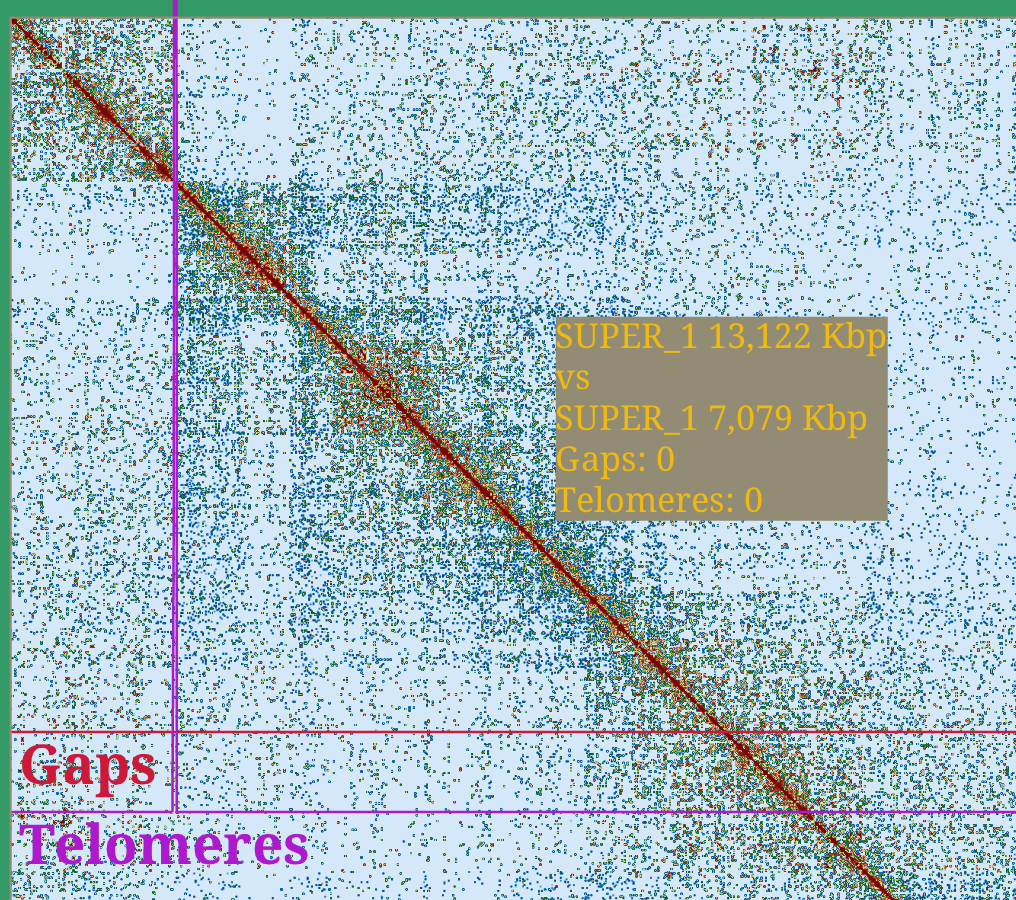 SUPER_1 13,122 Kbp
vs
SUPER_1 7,079 Kbp
Gaps: 0
Telomeres: 0
Gaps
Telomeres